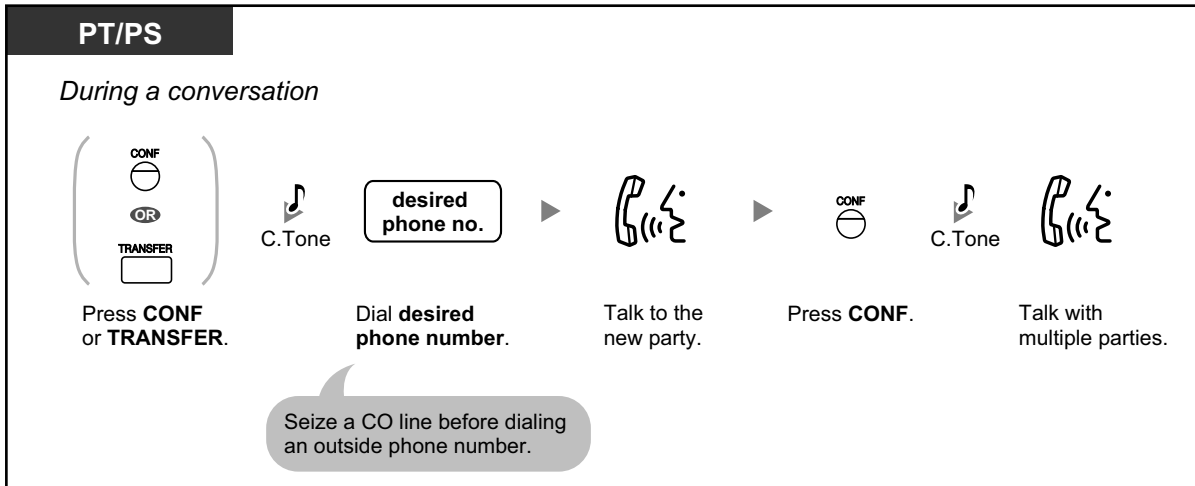 PT/PS
During a conversation
CONF
OR
TRANSFER
C.Tone
desired
phone no.
CONF
C.Tone
Press CONF
or TRANSFER.
Dial desired
phone number.
Talk to the
new party.
Press CONF.
Talk with
multiple parties.
Seize a CO line before dialing
an outside phone number.